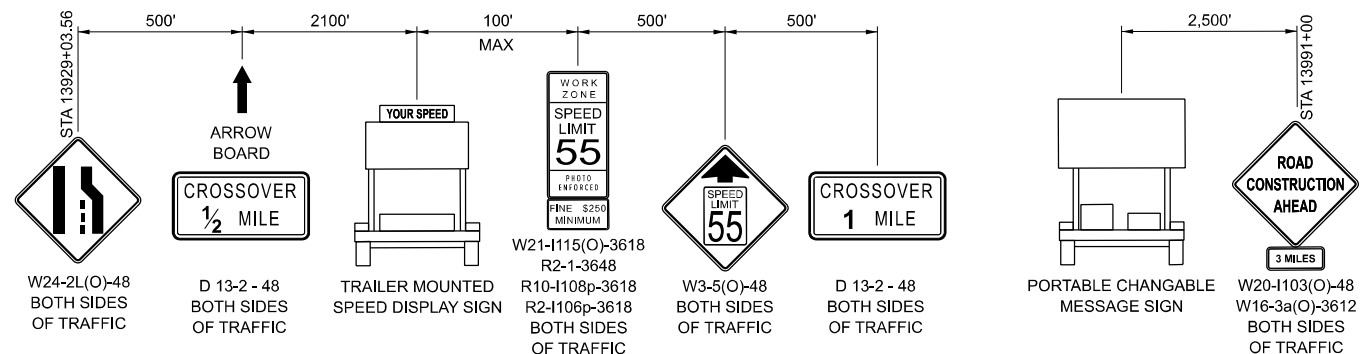 500'
2100'
100'
MAX
500'
500'
2,500'
STA 13929+03.56
STA 13991+00
ARROW
BOARD
CROSSOVER
1/2 MILE
YOUR SPEED
WORK
ZONE
SPEED
LIMIT
55
PHOTO
ENFORCED
FINE $250
MINIMUM
SPEED
LIMIT
55
CROSSOVER
1 MILE
ROAD
CONSTRUCTION
AHEAD
3 MILES
W24-2L(O)-48
BOTH SIDES
OF TRAFFIC
D 13-2 - 48
BOTH SIDES
OF TRAFFIC
TRAILER MOUNTED
SPEED DISPLAY SIGN
W21-I115(O)-3618
R2-1-3648
R10-I108p-3618
R2-I106p-3618
BOTH SIDES
OF TRAFFIC
W3-5(O)-48
BOTH SIDES
OF TRAFFIC
D 13-2 - 48
BOTH SIDES
OF TRAFFIC
PORTABLE CHANGABLE
MESSAGE SIGN
W20-I103(O)-48
W16-3a(O)-3612
BOTH SIDES
OF TRAFFIC